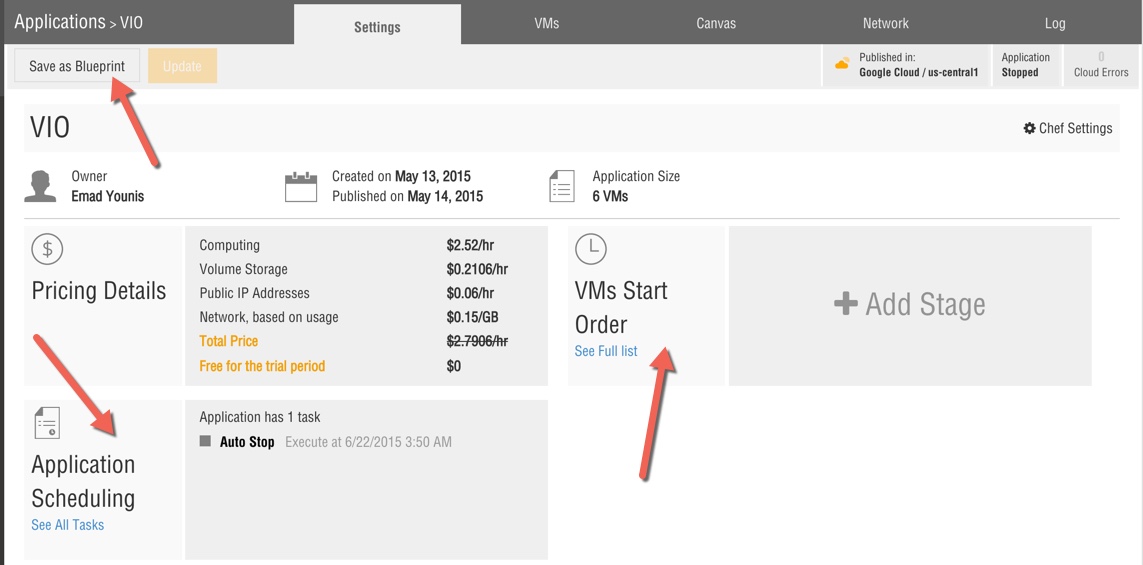 Applications > VIO
Settings
VMs
Canvas
Network
Log
Save as Blueprint
Update
Published in:
Google Cloud / us-central1
Application
Stopped
0
Cloud Errors
VIO
Chef Settings
Owner
Emad Younis
Created on May 13, 2015
Published on May 14, 2015
Application Size
6 VMs
$
Pricing Details
Computing $2.52/hr
Volume Storage $0.2106/hr
Public IP Addresses $0.06/hr
Network, based on usage $0.15/GB
Total Price $2.7906/hr
Free for the trial period $0
VMs Start
Order
See Full list
+ Add Stage
Application
Scheduling
See All Tasks
Application has 1 task
Auto Stop Execute at 6/22/2015 3:50 AM